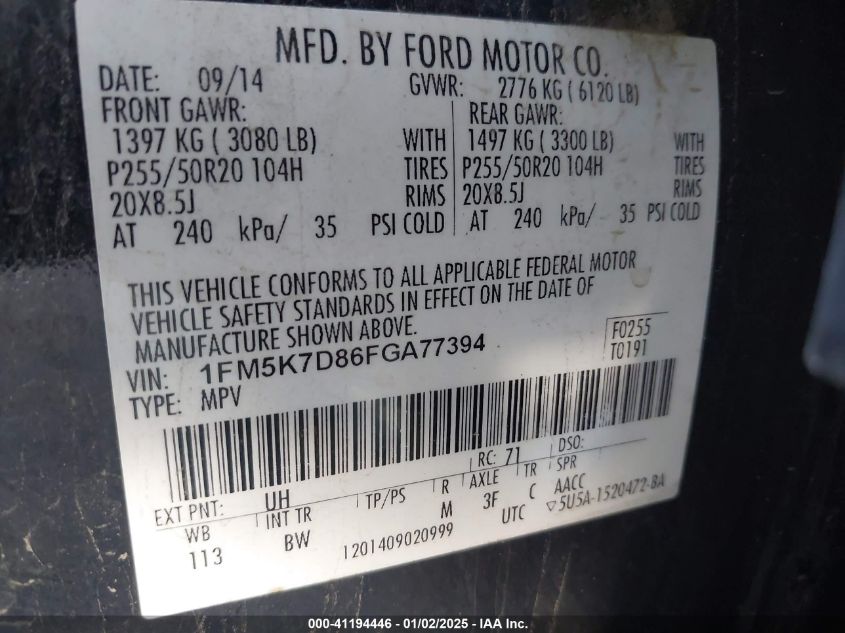 MFD. BY FORD MOTOR CO.
DATE: 09/14 GVWR: 2776 KG ( 6120 LB)
FRONT GAWR: REAR GAWR:
1397 KG ( 3080 LB) WITH 1497 KG ( 3300 LB) WITH
P255/50R20 104H TIRES P255/50R20 104H TIRES
20X8.5J RIMS 20X8.5J RIMS
AT 240 kPa/ 35 PSI COLD AT 240 kPa/ 35 PSI COLD
THIS VEHICLE CONFORMS TO ALL APPLICABLE FEDERAL MOTOR
VEHICLE SAFETY STANDARDS IN EFFECT ON THE DATE OF
MANUFACTURE SHOWN ABOVE.
VIN: 1FM5K7D86FGA77394 F0255
TYPE: MPV T0191
EXT PNT: UH RC: 71 DSO:
WB INT TR TP/PS R AXLE TR SPR
113 BW M 3F C AACC
1201409020999 UTC ▽5U5A-1520472-BA
000-41194446 - 01/02/2025 - IAA Inc.